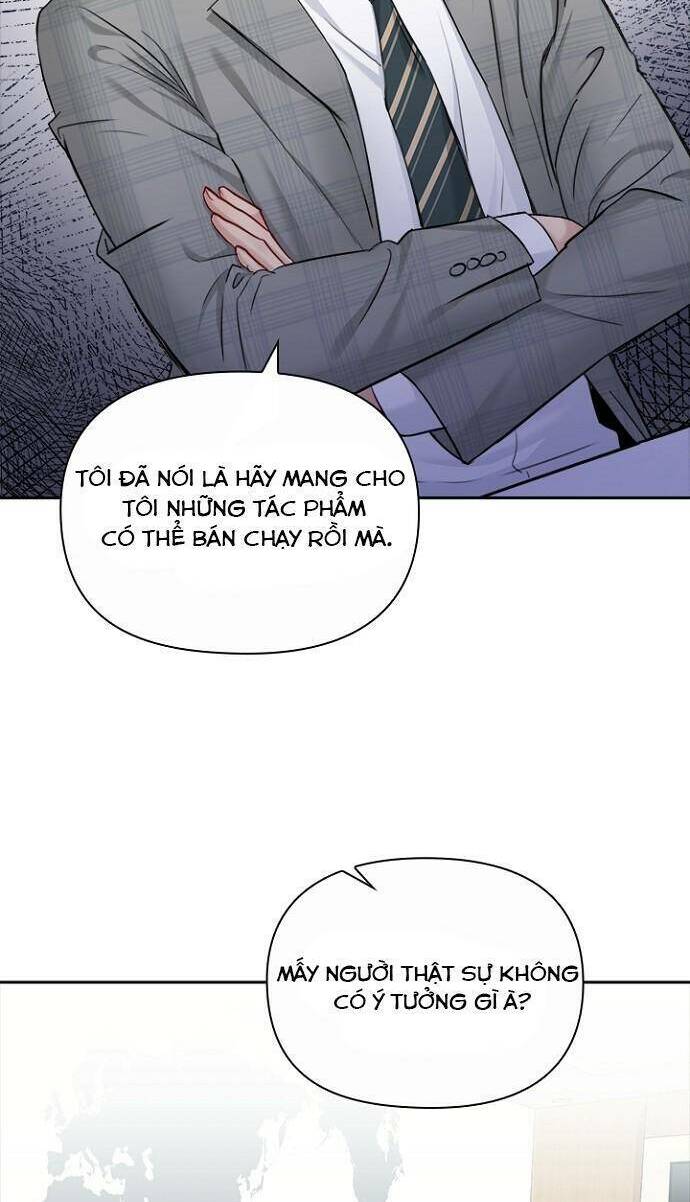 TÔI ĐÃ NÓI LÀ HÃY MANG CHO
TÔI NHỮNG TÁC PHẨM
CÓ THỂ BÁN CHẠY RỒI MÀ.
MẤY NGƯỜI THẬT SỰ KHÔNG
CÓ Ý TƯỞNG GÌ À?